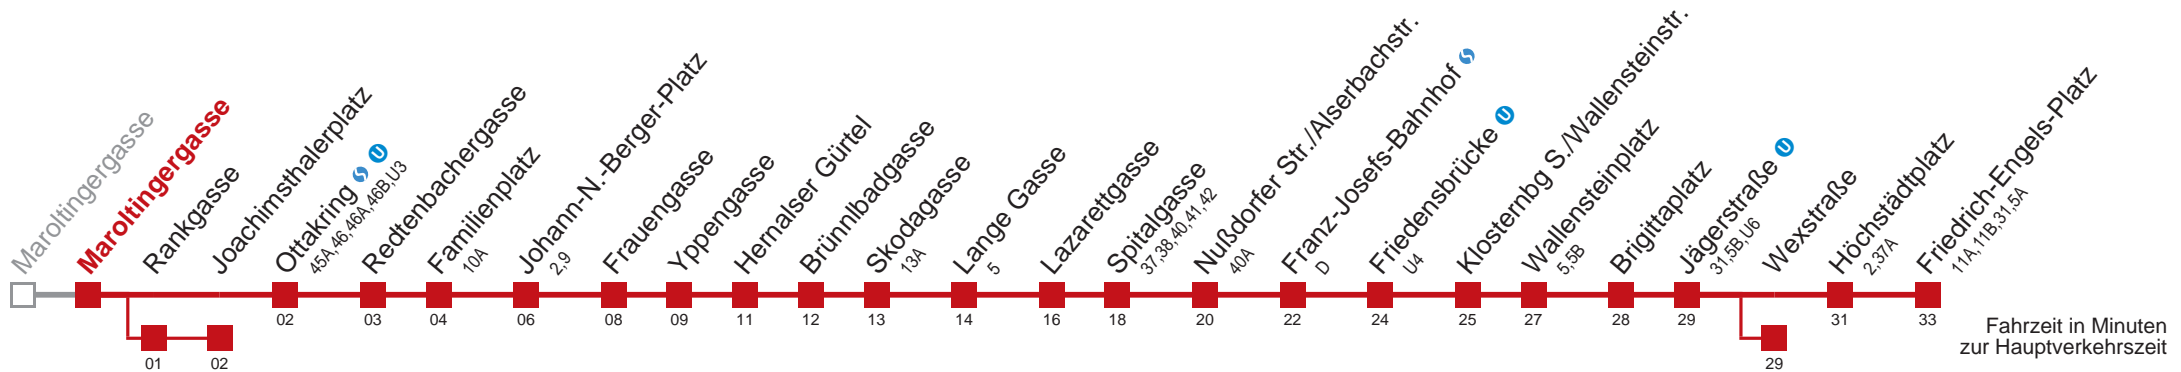 Maroltingergasse
Maroltingergasse
Rankgasse
Joachimsthalerplatz
Ottakring S U
45A,46,46A,46B,U3
Redtenbachergasse
Familienplatz
10A
Johann-N.-Berger-Platz
2,9
Frauengasse
Yppengasse
Hernalser Gürtel
Brünnlbadgasse
Skodagasse
13A
Lange Gasse
5
Lazarettgasse
Spitalgasse
37,38,40,41,42
Nußdorfer Str./Alserbachstr.
40A
Franz-Josefs-Bahnhof S
D
Friedensbrücke U
U4
Klosternbg S./Wallensteinstr.
Wallensteinplatz
5,5B
Brigittaplatz
Jägerstraße U
31,5B,U6
Wexstraße
Höchstädtplatz
2,37A
Friedrich-Engels-Platz
11A,11B,31,5A
02 03 04 06 08 09 11 12 13 14 16 18 20 22 24 25 27 28 29 31 33
01 02 29
Fahrzeit in Minuten
zur Hauptverkehrszeit